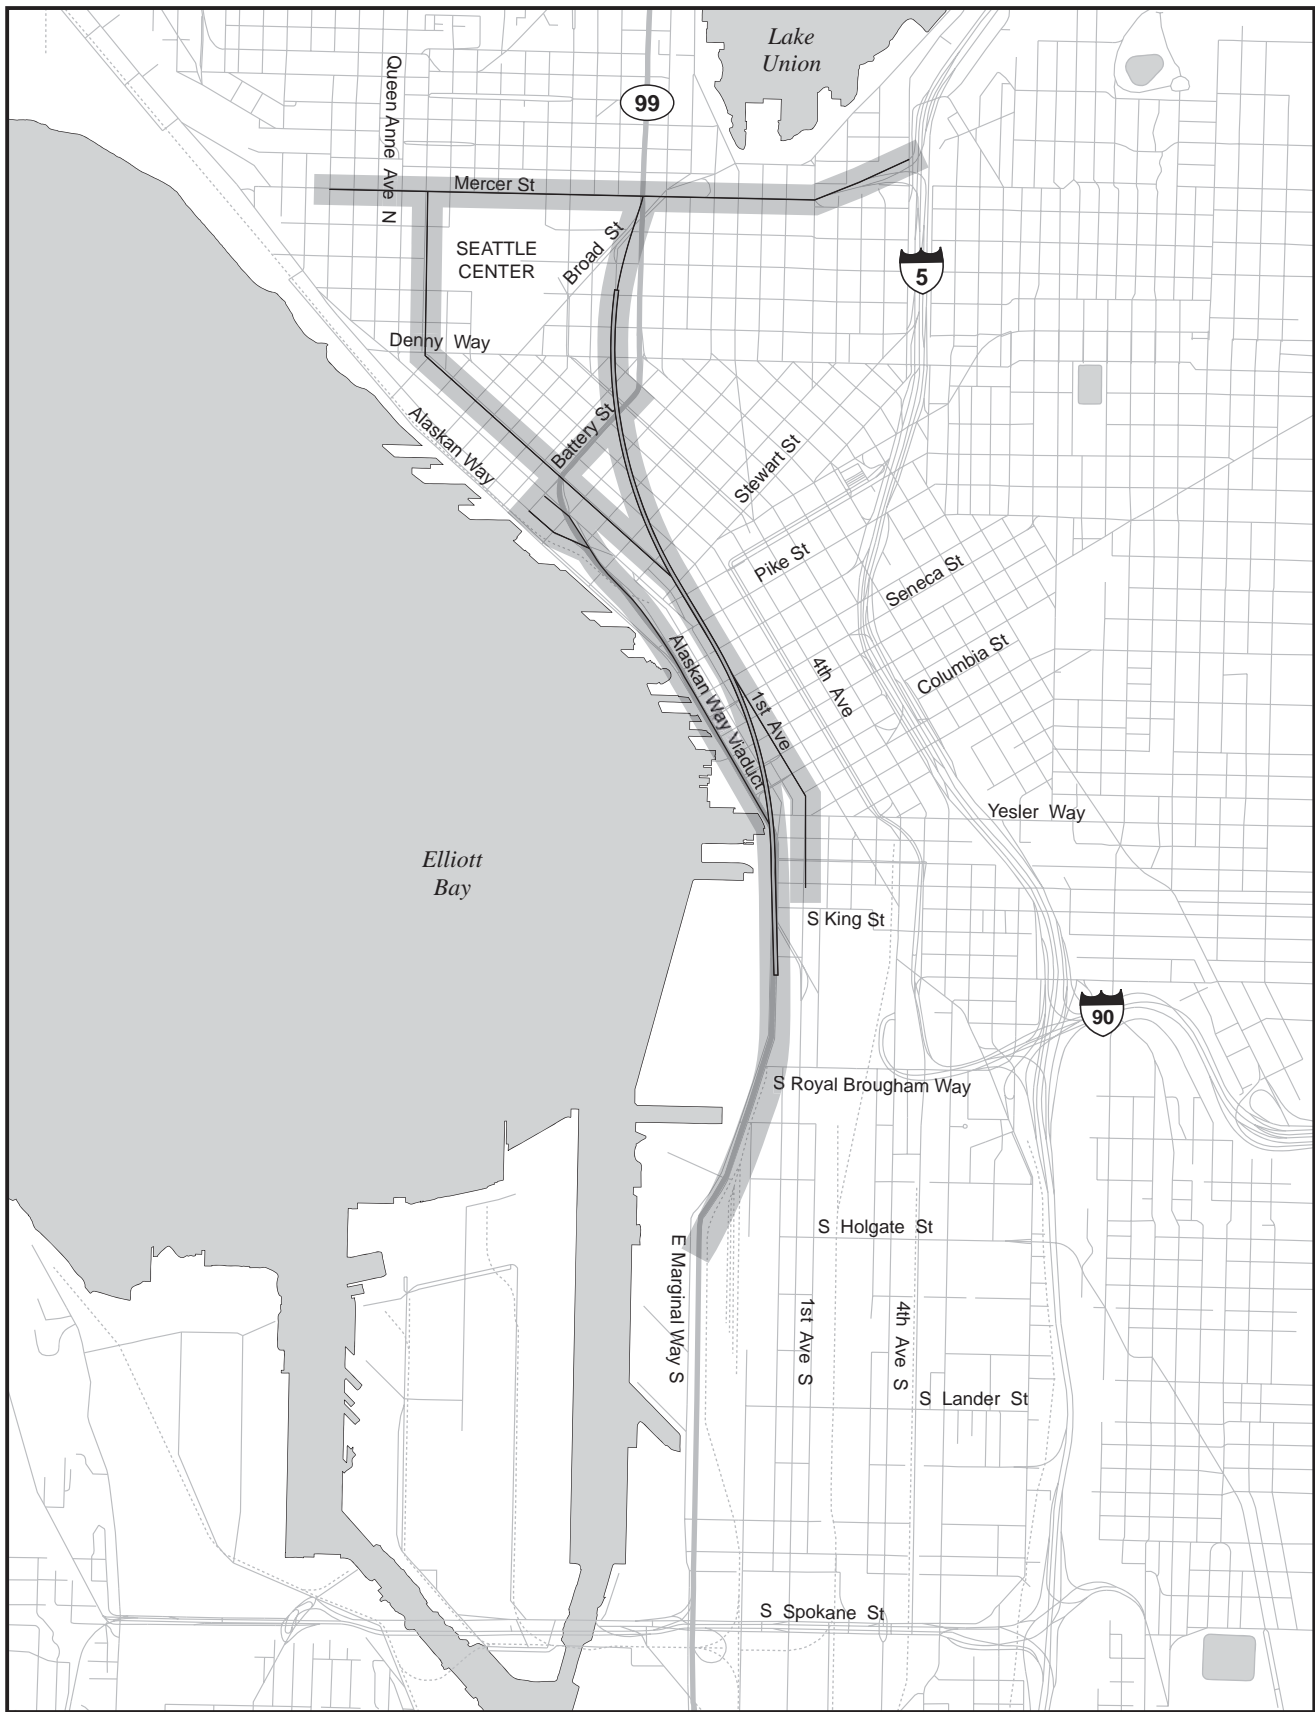 Lake
Union
99
Queen Anne Ave N
Mercer St
SEATTLE
CENTER
Broad St
5
Denny Way
Alaskan Way
Battery St
Stewart St
Pike St
Seneca St
Columbia St
4th Ave
Alaskan Way Viaduct
1st Ave
Yesler Way
Elliott
Bay
S King St
90
S Royal Brougham Way
S Holgate St
E Marginal Way S
1st Ave S
4th Ave S
S Lander St
S Spokane St